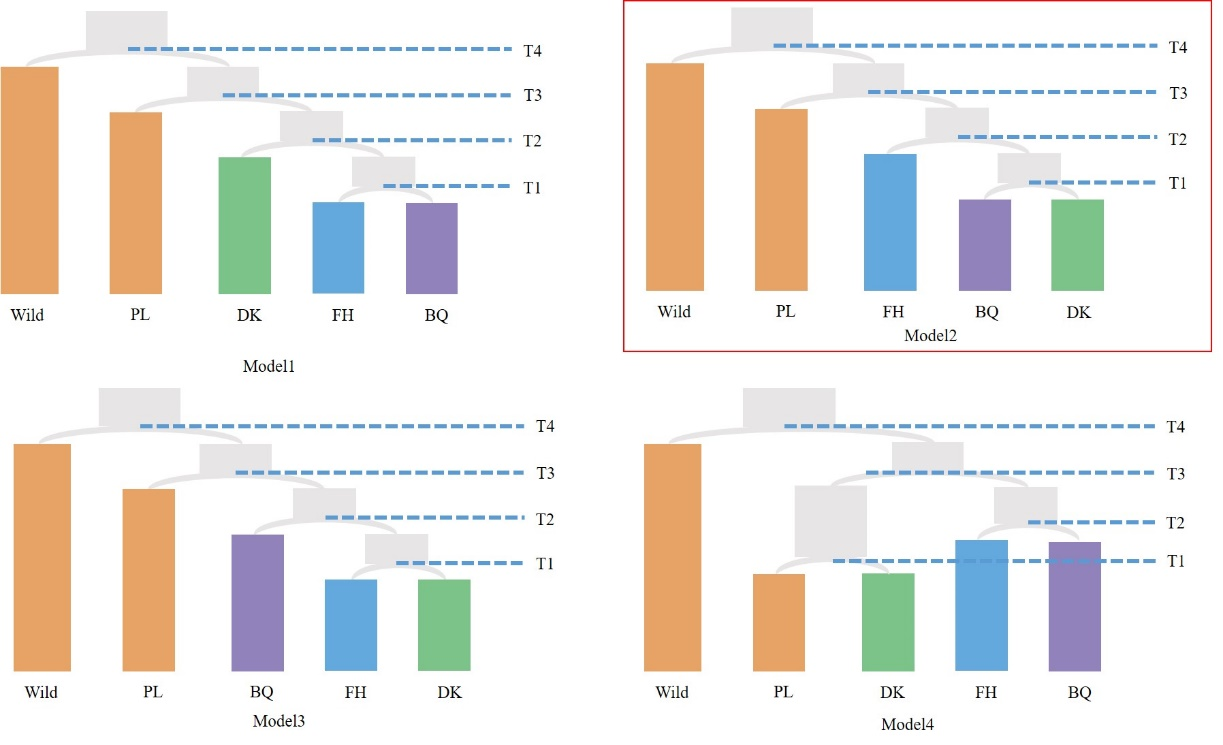 T4
T3
T2
T1
Wild PL DK FH BQ
Model1
T4
T3
T2
T1
Wild PL FH BQ DK
Model2
T4
T3
T2
T1
Wild PL BQ FH DK
Model3
T4
T3
T2
T1
Wild PL DK FH BQ
Model4